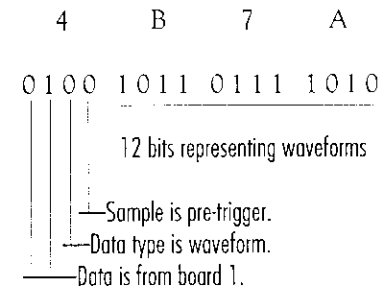 4 B 7 A
0100 1011 0111 1010
12 bits representing waveforms
Sample is pre-trigger.
Data type is waveform.
Data is from board 1.